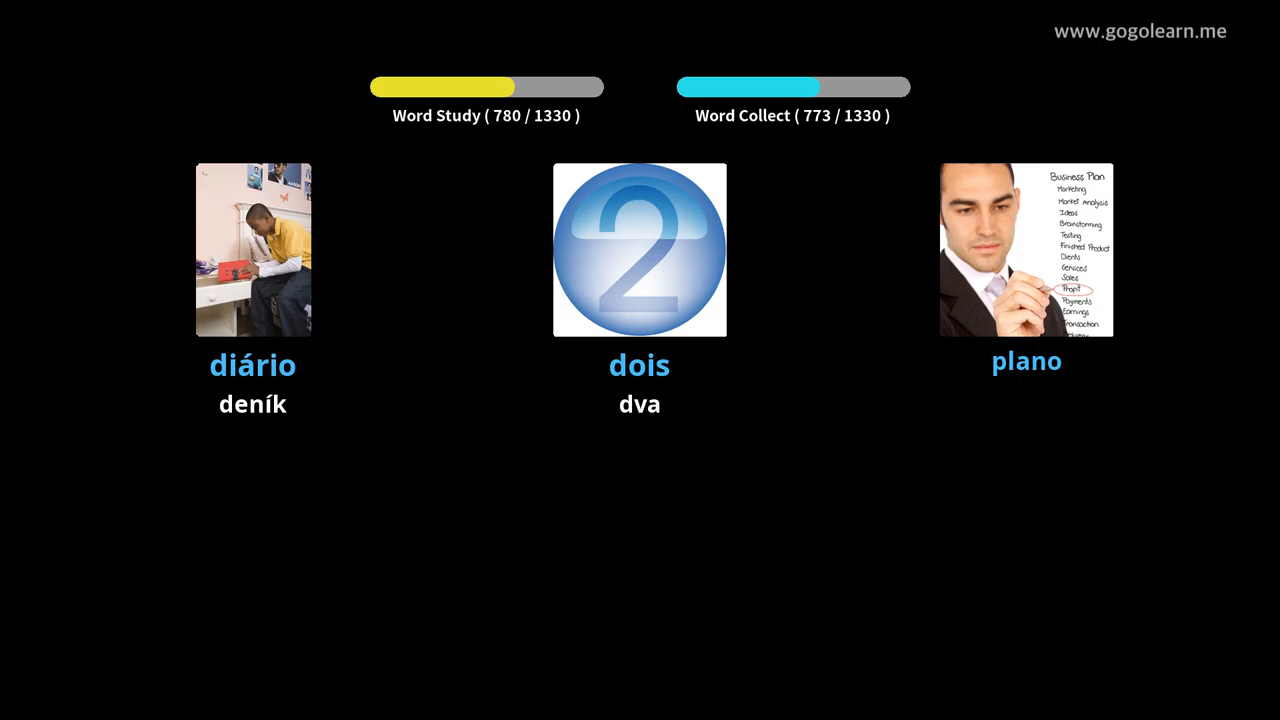 www.gogolearn.me
Word Study ( 780 / 1330 )
Word Collect ( 773 / 1330 )
2
Business Plan
Marketing
Market Analysis
Ideas
Brainstorming
Testing
Finished Product
Clients
Services
Sales
Profit
Payments
Earnings
Transaction
diário
dois
plano
deník
dva